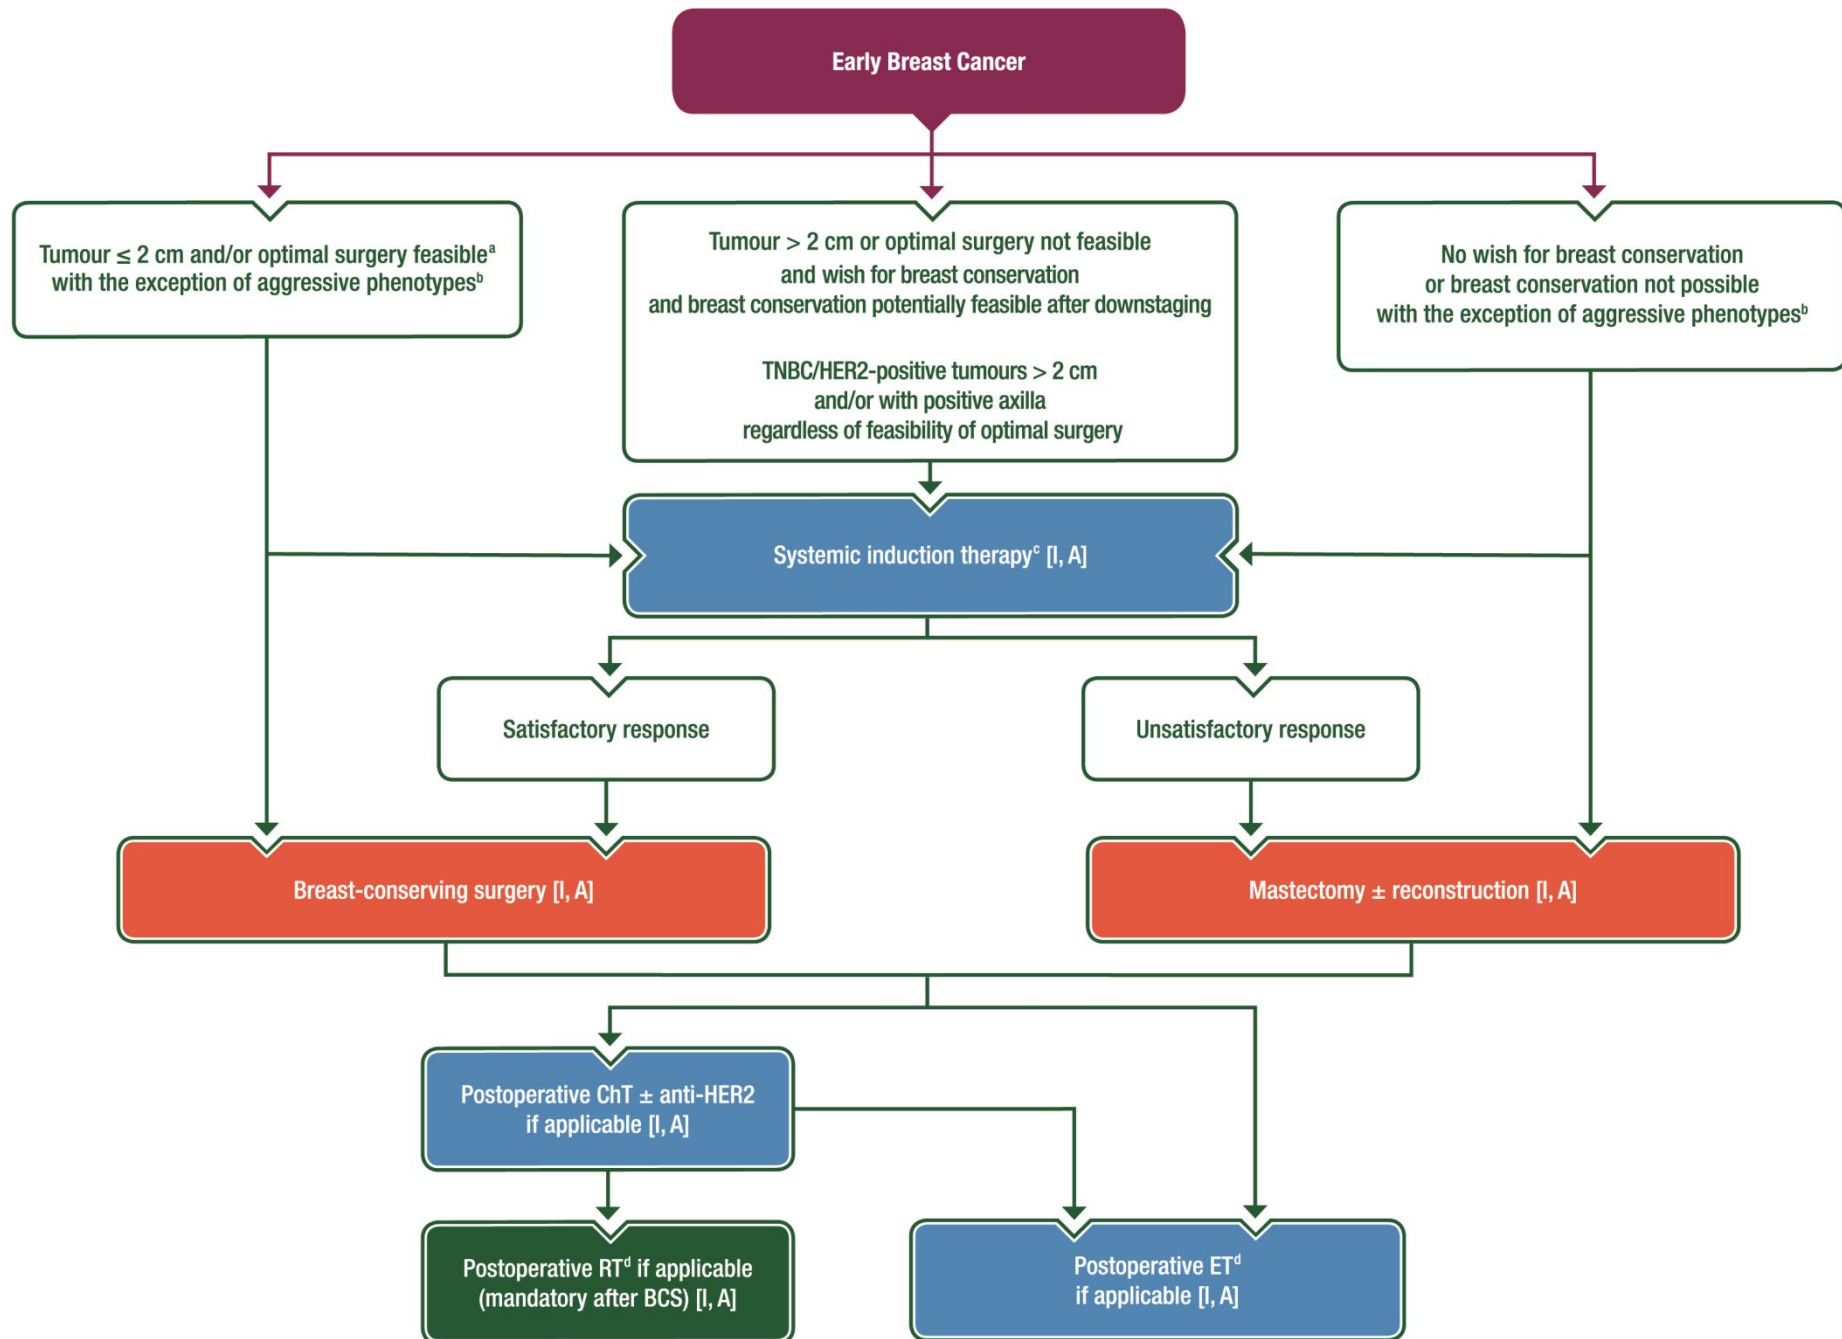 Early Breast Cancer
Tumour ≤ 2 cm and/or optimal surgery feasibleᵃ
with the exception of aggressive phenotypesᵇ
Tumour > 2 cm or optimal surgery not feasible
and wish for breast conservation
and breast conservation potentially feasible after downstaging
TNBC/HER2-positive tumours > 2 cm
and/or with positive axilla
regardless of feasibility of optimal surgery
No wish for breast conservation
or breast conservation not possible
with the exception of aggressive phenotypesᵇ
Systemic induction therapyᶜ [I, A]
Satisfactory response
Unsatisfactory response
Breast-conserving surgery [I, A]
Mastectomy ± reconstruction [I, A]
Postoperative ChT ± anti-HER2
if applicable [I, A]
Postoperative RTᵈ if applicable
(mandatory after BCS) [I, A]
Postoperative ETᵈ
if applicable [I, A]